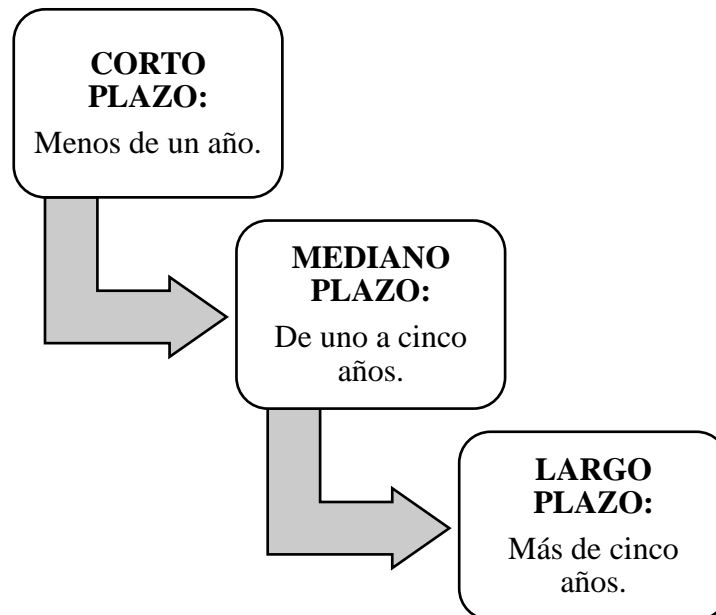 CORTO
PLAZO:
Menos de un año.
MEDIANO
PLAZO:
De uno a cinco
años.
LARGO
PLAZO:
Más de cinco
años.